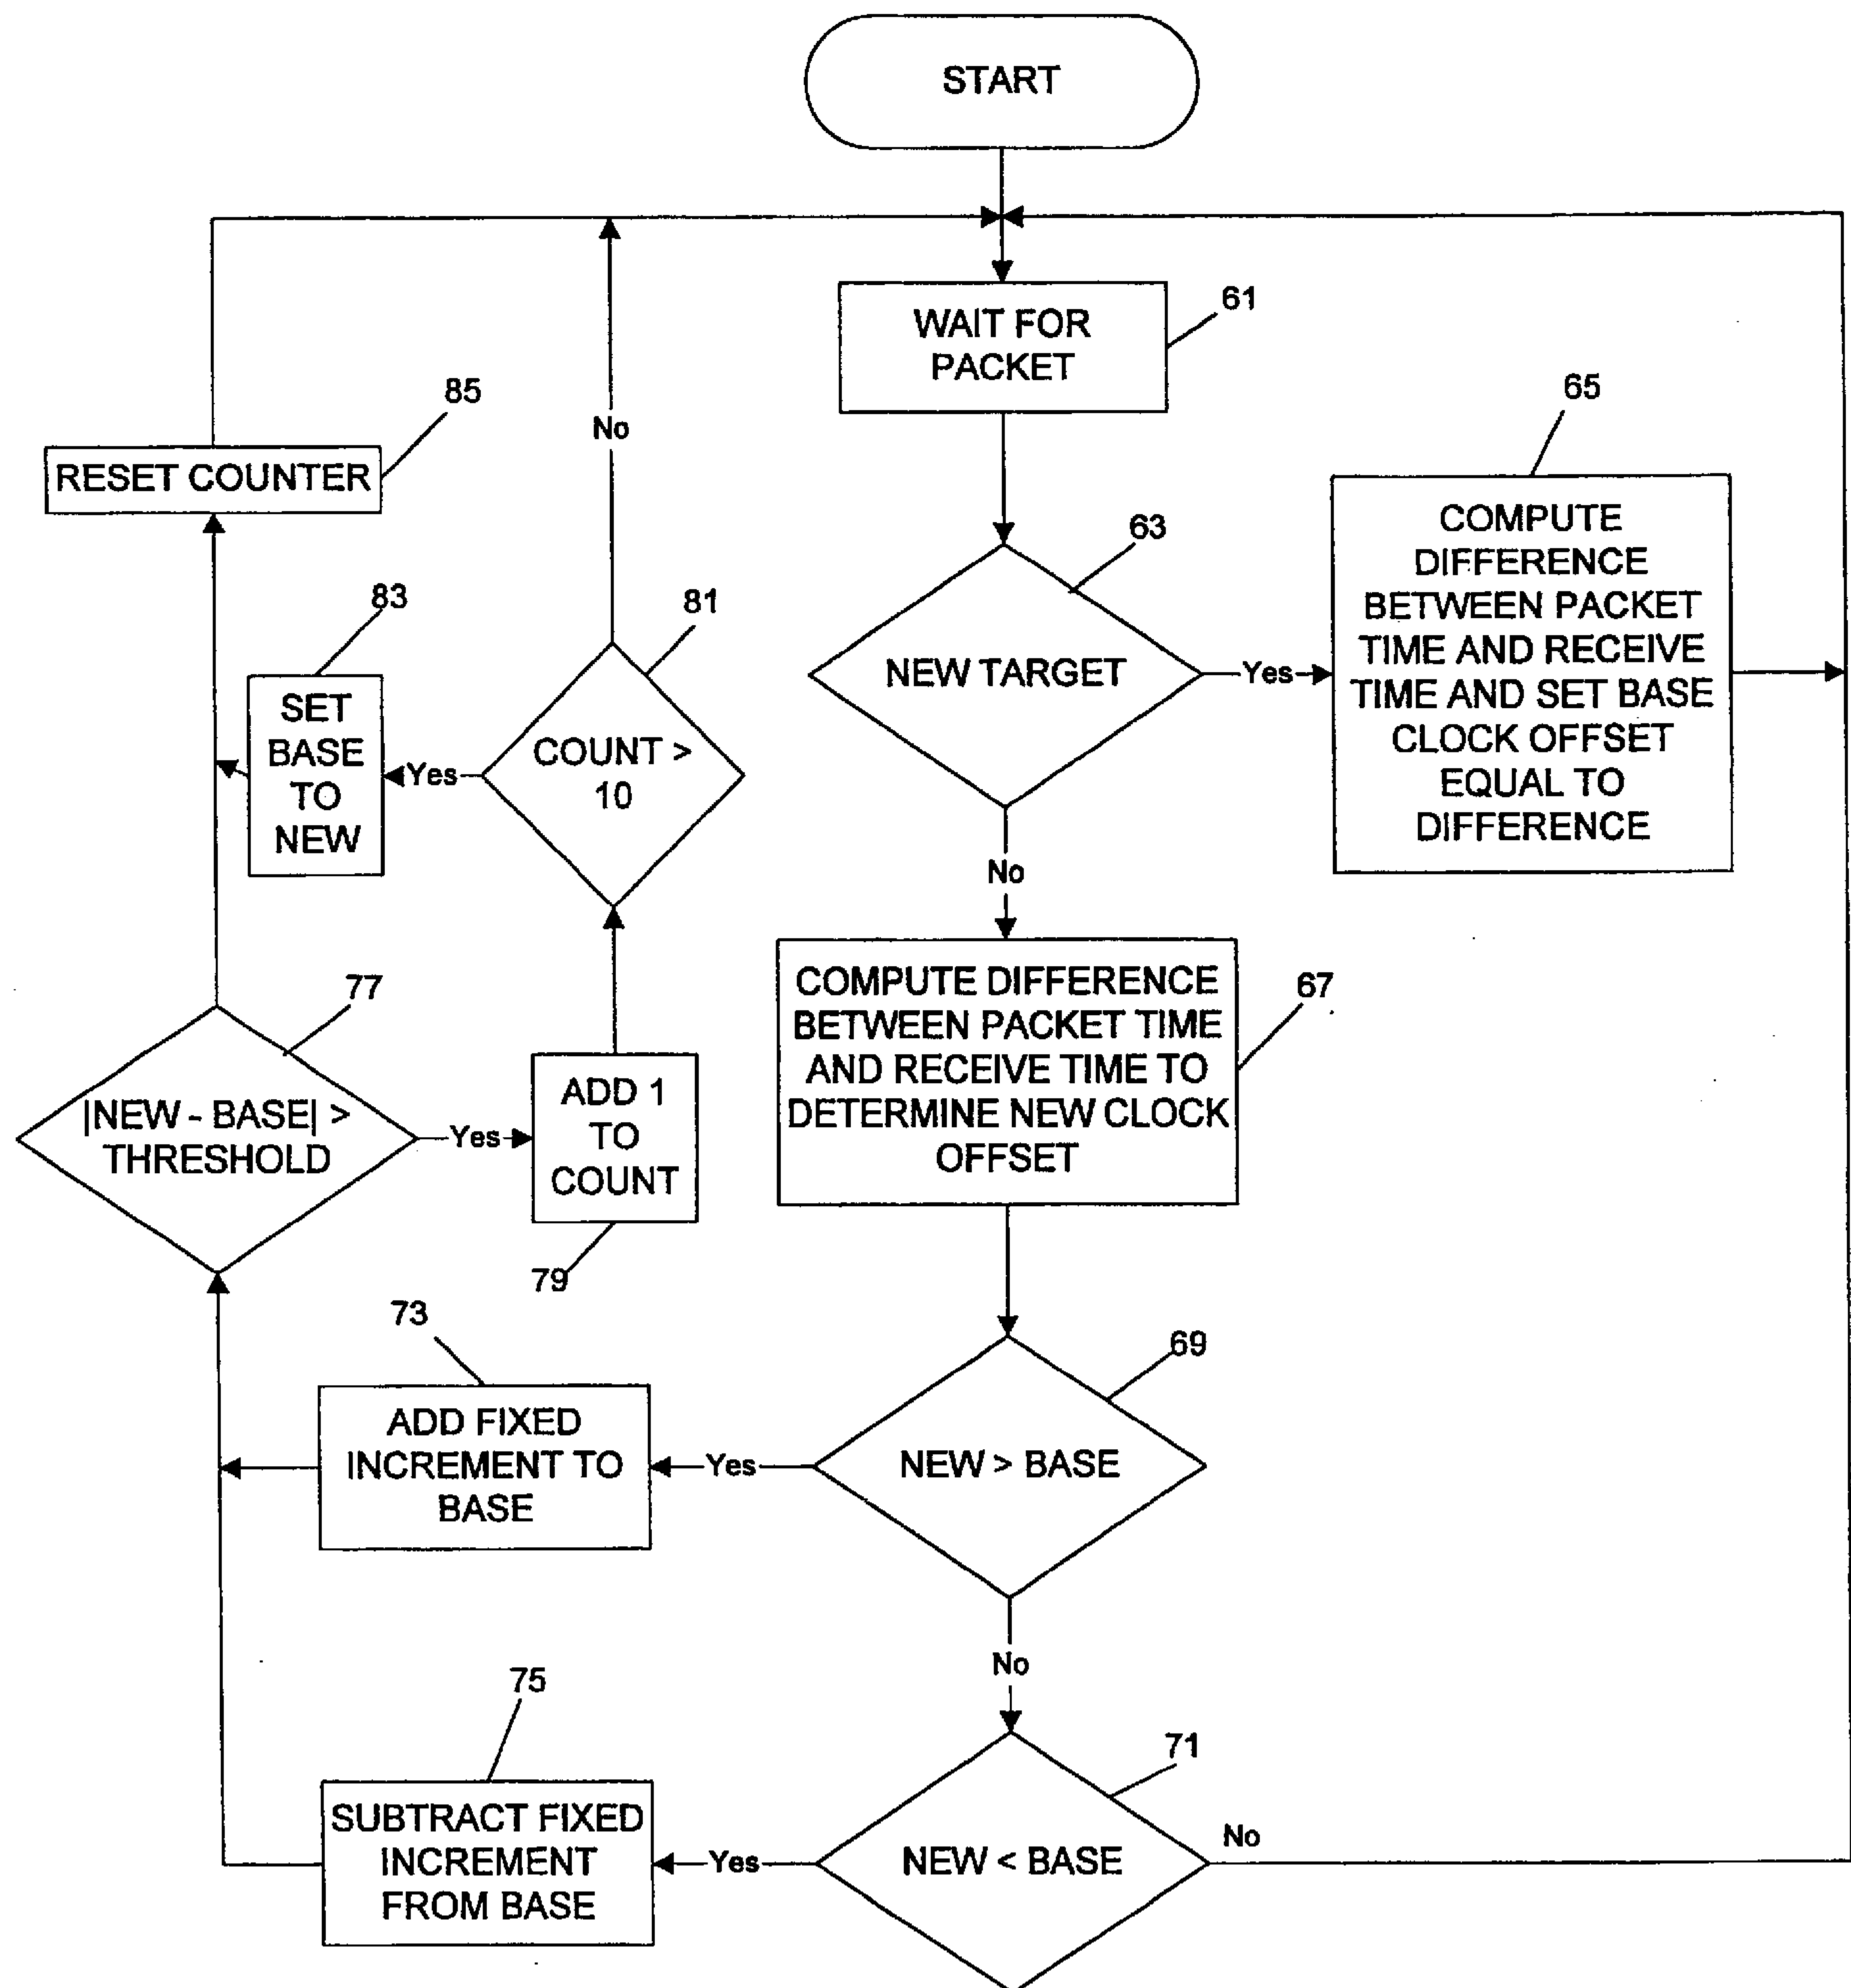 START
WAIT FOR
PACKET
61
NEW TARGET
63
Yes
COMPUTE
DIFFERENCE
BETWEEN PACKET
TIME AND RECEIVE
TIME AND SET BASE
CLOCK OFFSET
EQUAL TO
DIFFERENCE
65
No
COMPUTE DIFFERENCE
BETWEEN PACKET TIME
AND RECEIVE TIME TO
DETERMINE NEW CLOCK
OFFSET
67
NEW > BASE
69
Yes
ADD FIXED
INCREMENT TO
BASE
73
No
NEW < BASE
71
No
Yes
SUBTRACT FIXED
INCREMENT
FROM BASE
75
|NEW - BASE| >
THRESHOLD
77
Yes
ADD 1
TO
COUNT
79
COUNT >
10
81
No
Yes
SET
BASE
TO
NEW
83
RESET COUNTER
85